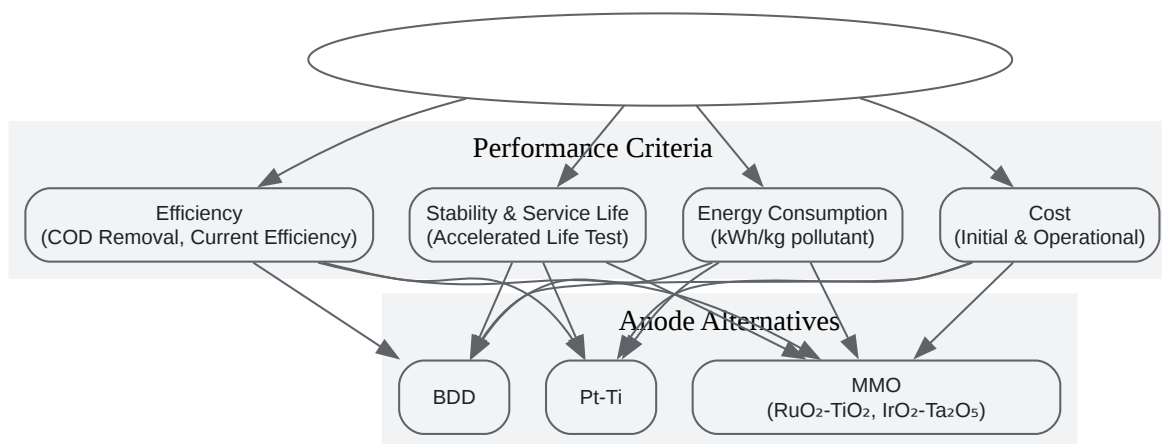 Performance Criteria
Efficiency
(COD Removal, Current Efficiency)
Stability & Service Life
(Accelerated Life Test)
Energy Consumption
(kWh/kg pollutant)
Cost
(Initial & Operational)
Anode Alternatives
BDD
Pt-Ti
MMO
(RuO₂-TiO₂, IrO₂-Ta₂O₅)